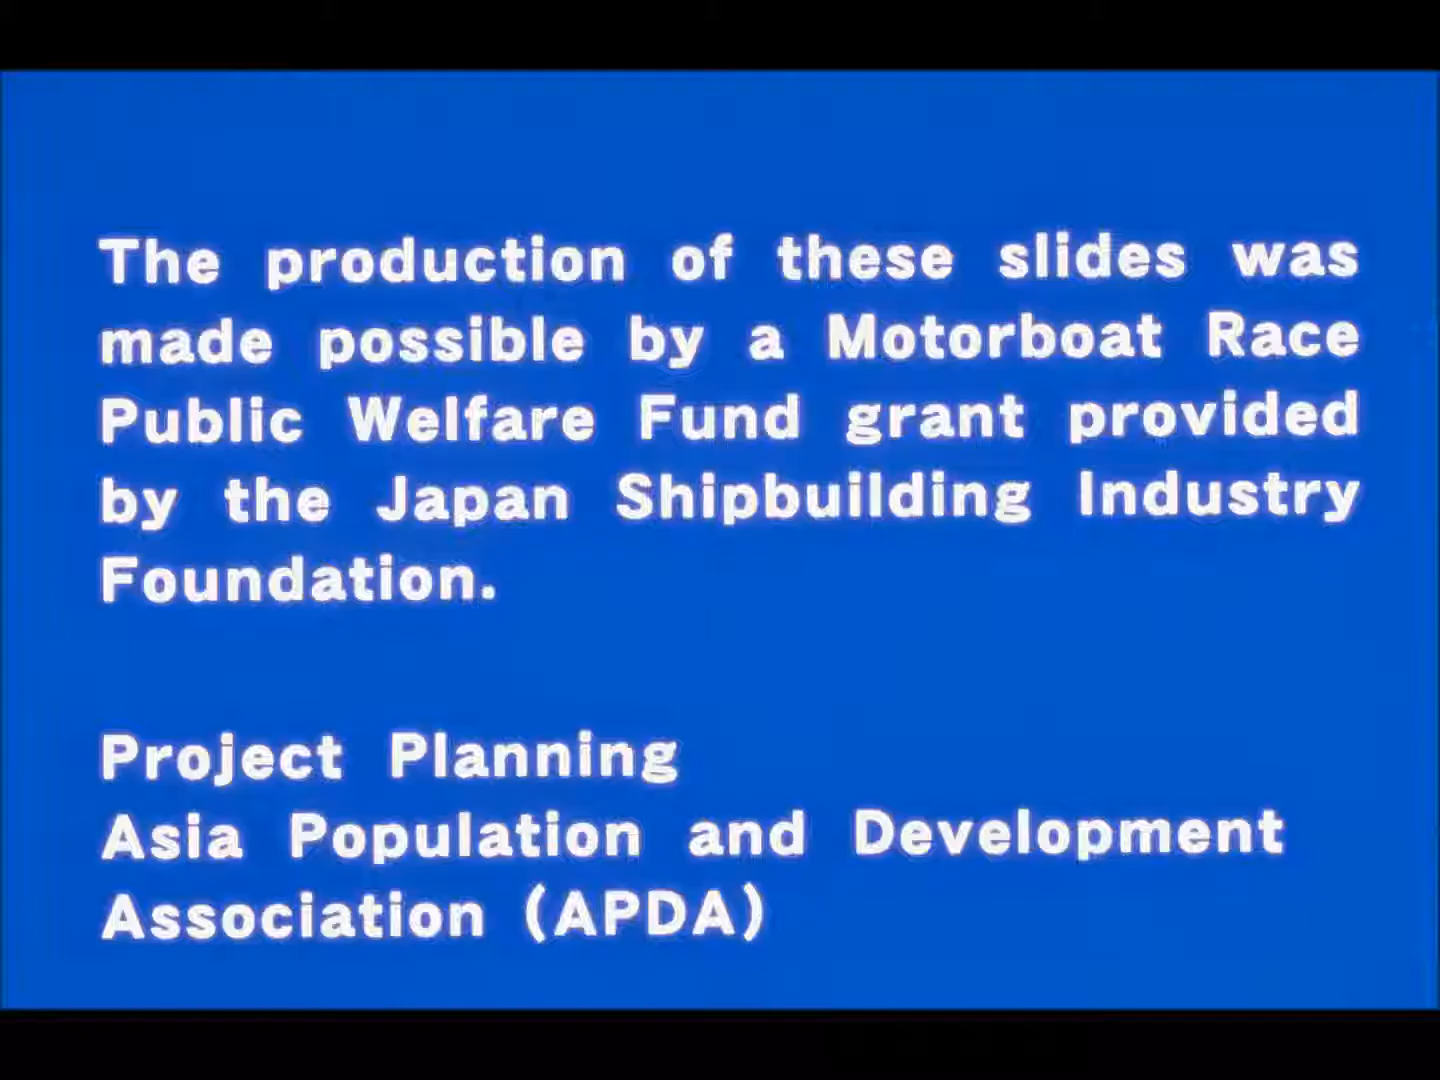 The production of these slides was
made possible by a Motorboat Race
Public Welfare Fund grant provided
by the Japan Shipbuilding Industry
Foundation.
Project Planning
Asia Population and Development
Association (APDA)